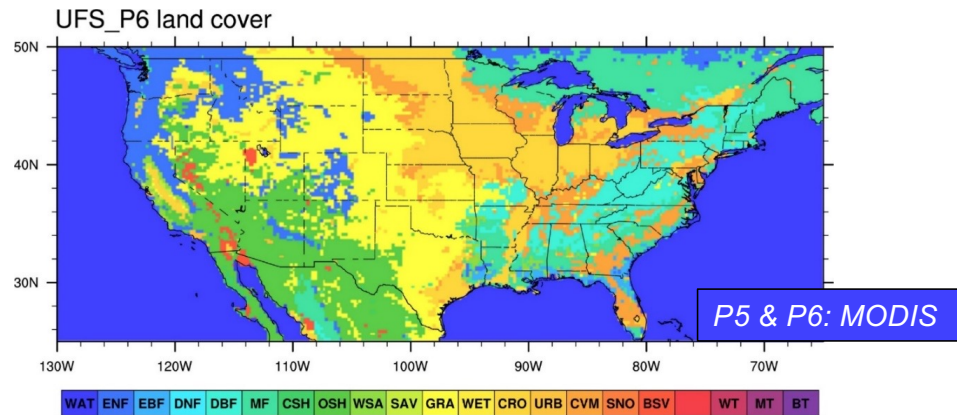 UFS_P6 land cover
50N
40N
30N
P5 & P6: MODIS
130W 120W 110W 100W 90W 80W 70W
WAT ENF EBF DNF DBF MF CSH OSH WSA SAV GRA WET CRO URB CVM SNO BSV WT MT BT